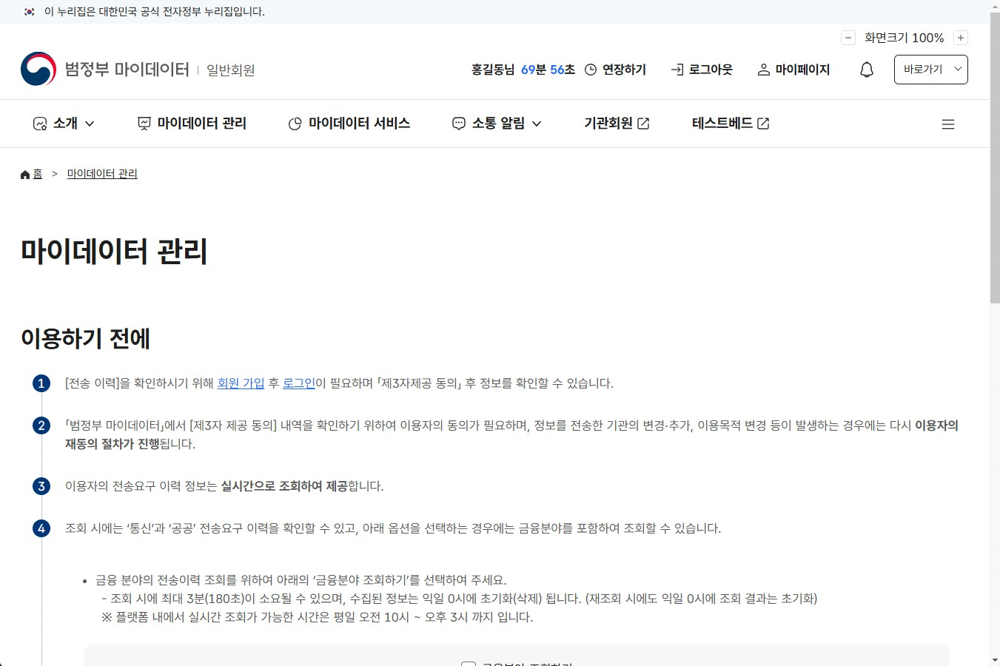 이 누리집은 대한민국 공식 전자정부 누리집입니다.
화면크기 100%
범정부 마이데이터 일반회원
홍길동님 69분 56초 연장하기 로그아웃 마이페이지 바로가기
소개 마이데이터 관리 마이데이터 서비스 소통 알림 기관회원 테스트베드
홈 > 마이데이터 관리
마이데이터 관리
이용하기 전에
1 [전송 이력]을 확인하시기 위해 회원 가입 후 로그인이 필요하며 「제3자제공 동의」 후 정보를 확인할 수 있습니다.
2 「범정부 마이데이터」에서 [제3자 제공 동의] 내역을 확인하기 위하여 이용자의 동의가 필요하며, 정보를 전송한 기관의 변경·추가, 이용목적 변경 등이 발생하는 경우에는 다시 이용자의
재동의 절차가 진행됩니다.
3 이용자의 전송요구 이력 정보는 실시간으로 조회하여 제공합니다.
4 조회 시에는 ‘통신’과 ‘공공’ 전송요구 이력을 확인할 수 있고, 아래 옵션을 선택하는 경우에는 금융분야를 포함하여 조회할 수 있습니다.
• 금융 분야의 전송이력 조회를 위하여 아래의 ‘금융분야 조회하기’를 선택하여 주세요.
- 조회 시에 최대 3분(180초)이 소요될 수 있으며, 수집된 정보는 익일 0시에 초기화(삭제) 됩니다. (재조회 시에도 익일 0시에 조회 결과는 초기화)
※ 플랫폼 내에서 실시간 조회가 가능한 시간은 평일 오전 10시 ~ 오후 3시 까지 입니다.